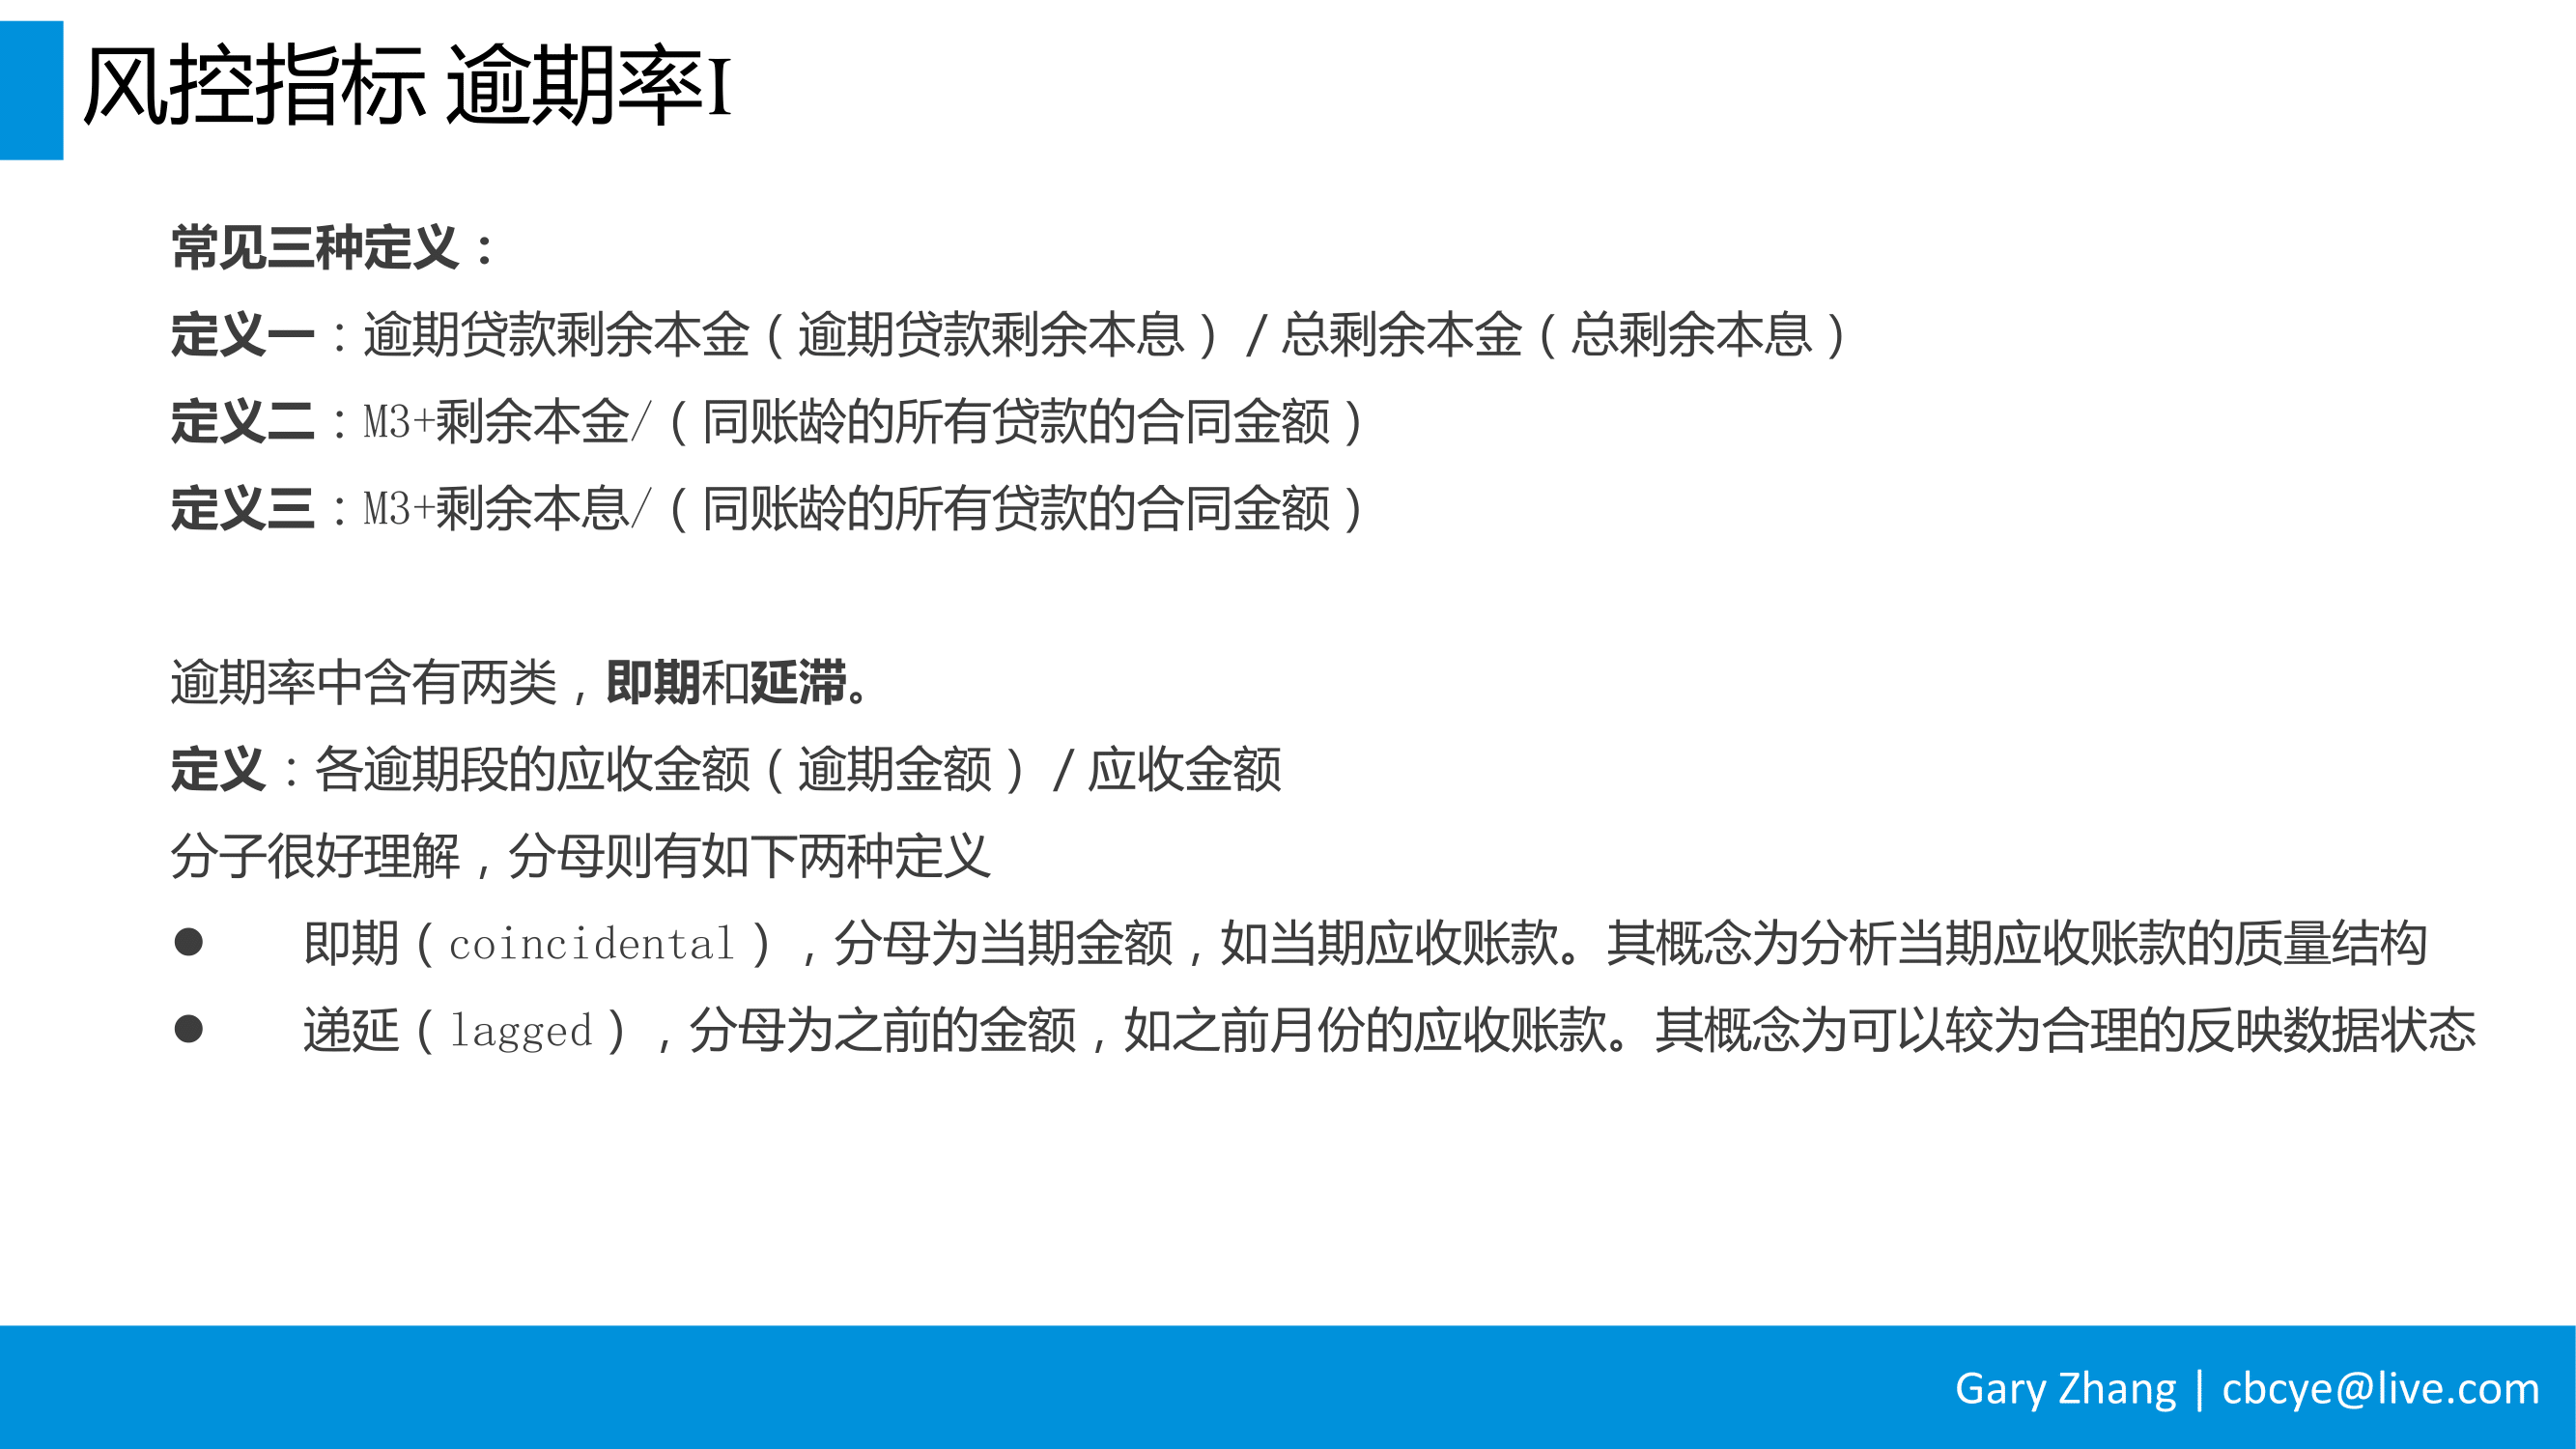 风控指标 逾期率I
常见三种定义：
定义一：逾期贷款剩余本金（逾期贷款剩余本息）/总剩余本金（总剩余本息）
定义二：M3+剩余本金/（同账龄的所有贷款的合同金额）
定义三：M3+剩余本息/（同账龄的所有贷款的合同金额）
逾期率中含有两类，即期和延滞。
定义：各逾期段的应收金额（逾期金额）/应收金额
分子很好理解，分母则有如下两种定义
● 即期（coincidental），分母为当期金额，如当期应收账款。其概念为分析当期应收账款的质量结构
● 递延（lagged），分母为之前的金额，如之前月份的应收账款。其概念为可以较为合理的反映数据状态
Gary Zhang | cbcye@live.com